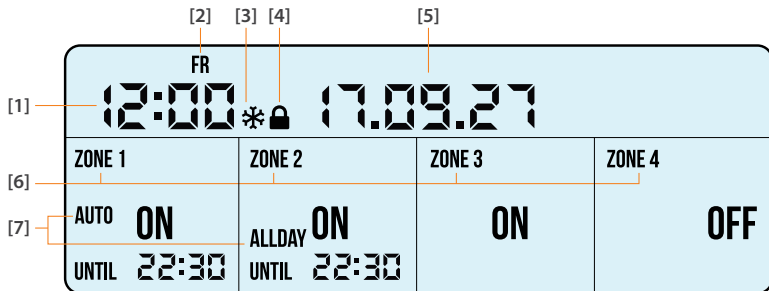 [2] [3] [4] [5]
FR
[1] 12:00 17.09.27
ZONE 1 ZONE 2 ZONE 3 ZONE 4
[6]
[7] AUTO ON ALLDAY ON ON OFF
UNTIL 22:30 UNTIL 22:30